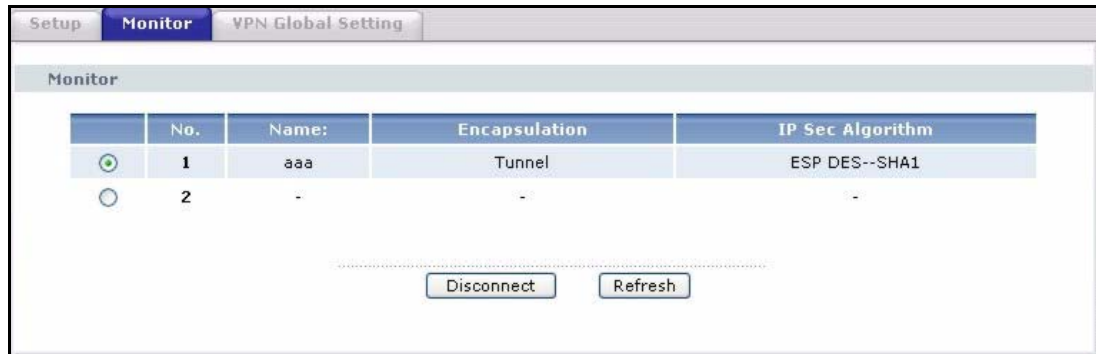 Setup Monitor VPN Global Setting
Monitor
No. Name: Encapsulation IP Sec Algorithm
1 aaa Tunnel ESP DES--SHA1
2 - - -
Disconnect Refresh